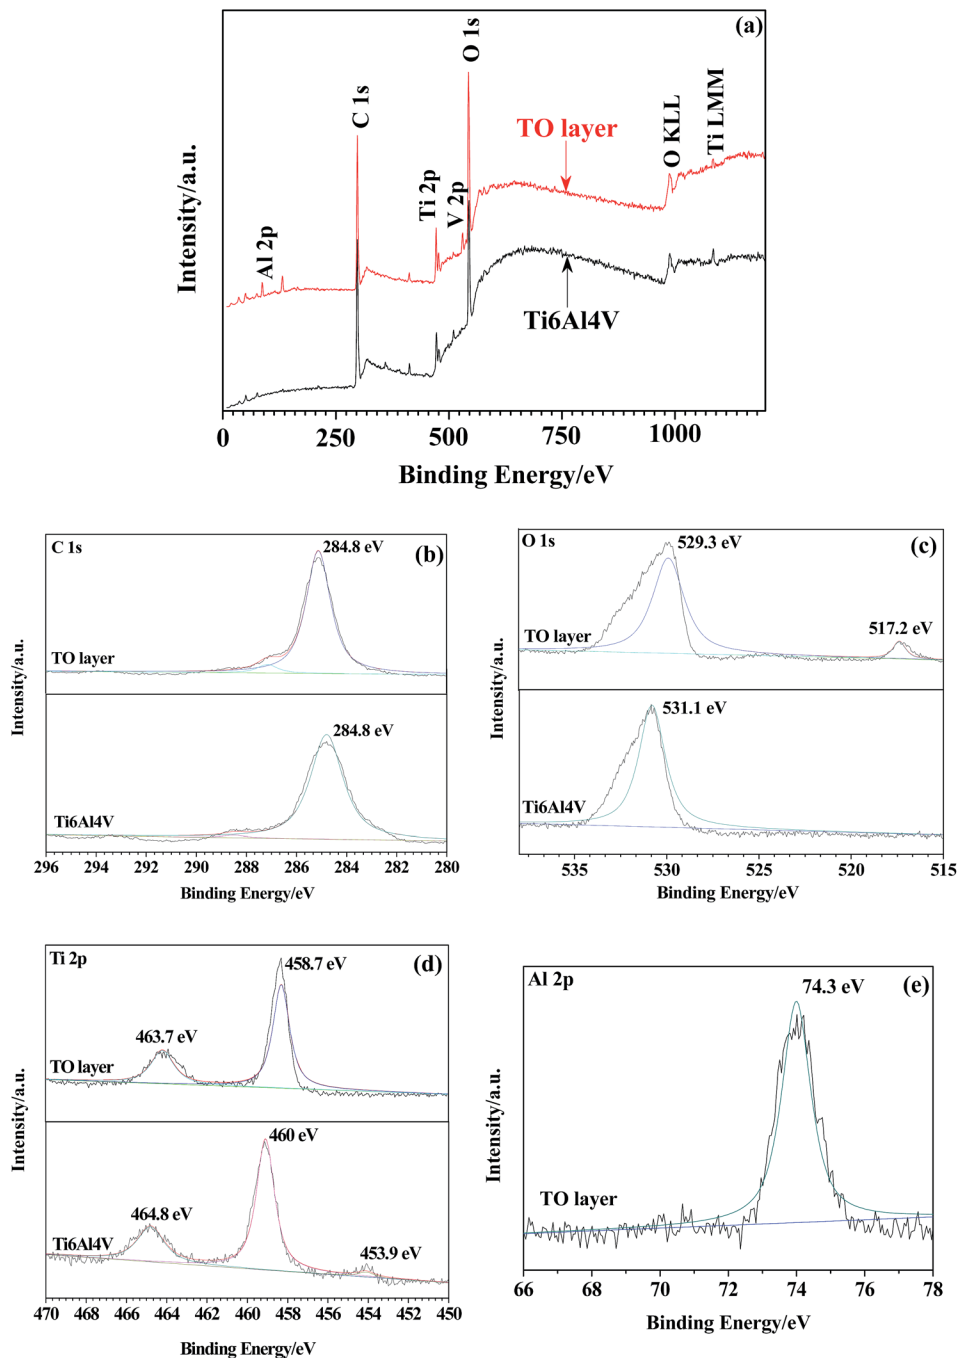 (a)
O 1s
C 1s
TO layer
O KLL
Ti LMM
Ti 2p
V 2p
Al 2p
Ti6Al4V
Intensity/a.u.
0 250 500 750 1000
Binding Energy/eV
C 1s
284.8 eV
(b)
TO layer
284.8 eV
Ti6Al4V
Intensity/a.u.
296 294 292 290 288 286 284 282 280
Binding Energy/eV
O 1s
529.3 eV
(c)
517.2 eV
TO layer
531.1 eV
Ti6Al4V
Intensity/a.u.
535 530 525 520 515
Binding Energy/eV
Ti 2p
458.7 eV
(d)
463.7 eV
TO layer
460 eV
464.8 eV
453.9 eV
Ti6Al4V
Intensity/a.u.
470 468 466 464 462 460 458 456 454 452 450
Binding Energy/eV
Al 2p
74.3 eV
(e)
TO layer
Intensity/a.u.
66 68 70 72 74 76 78
Binding Energy/eV